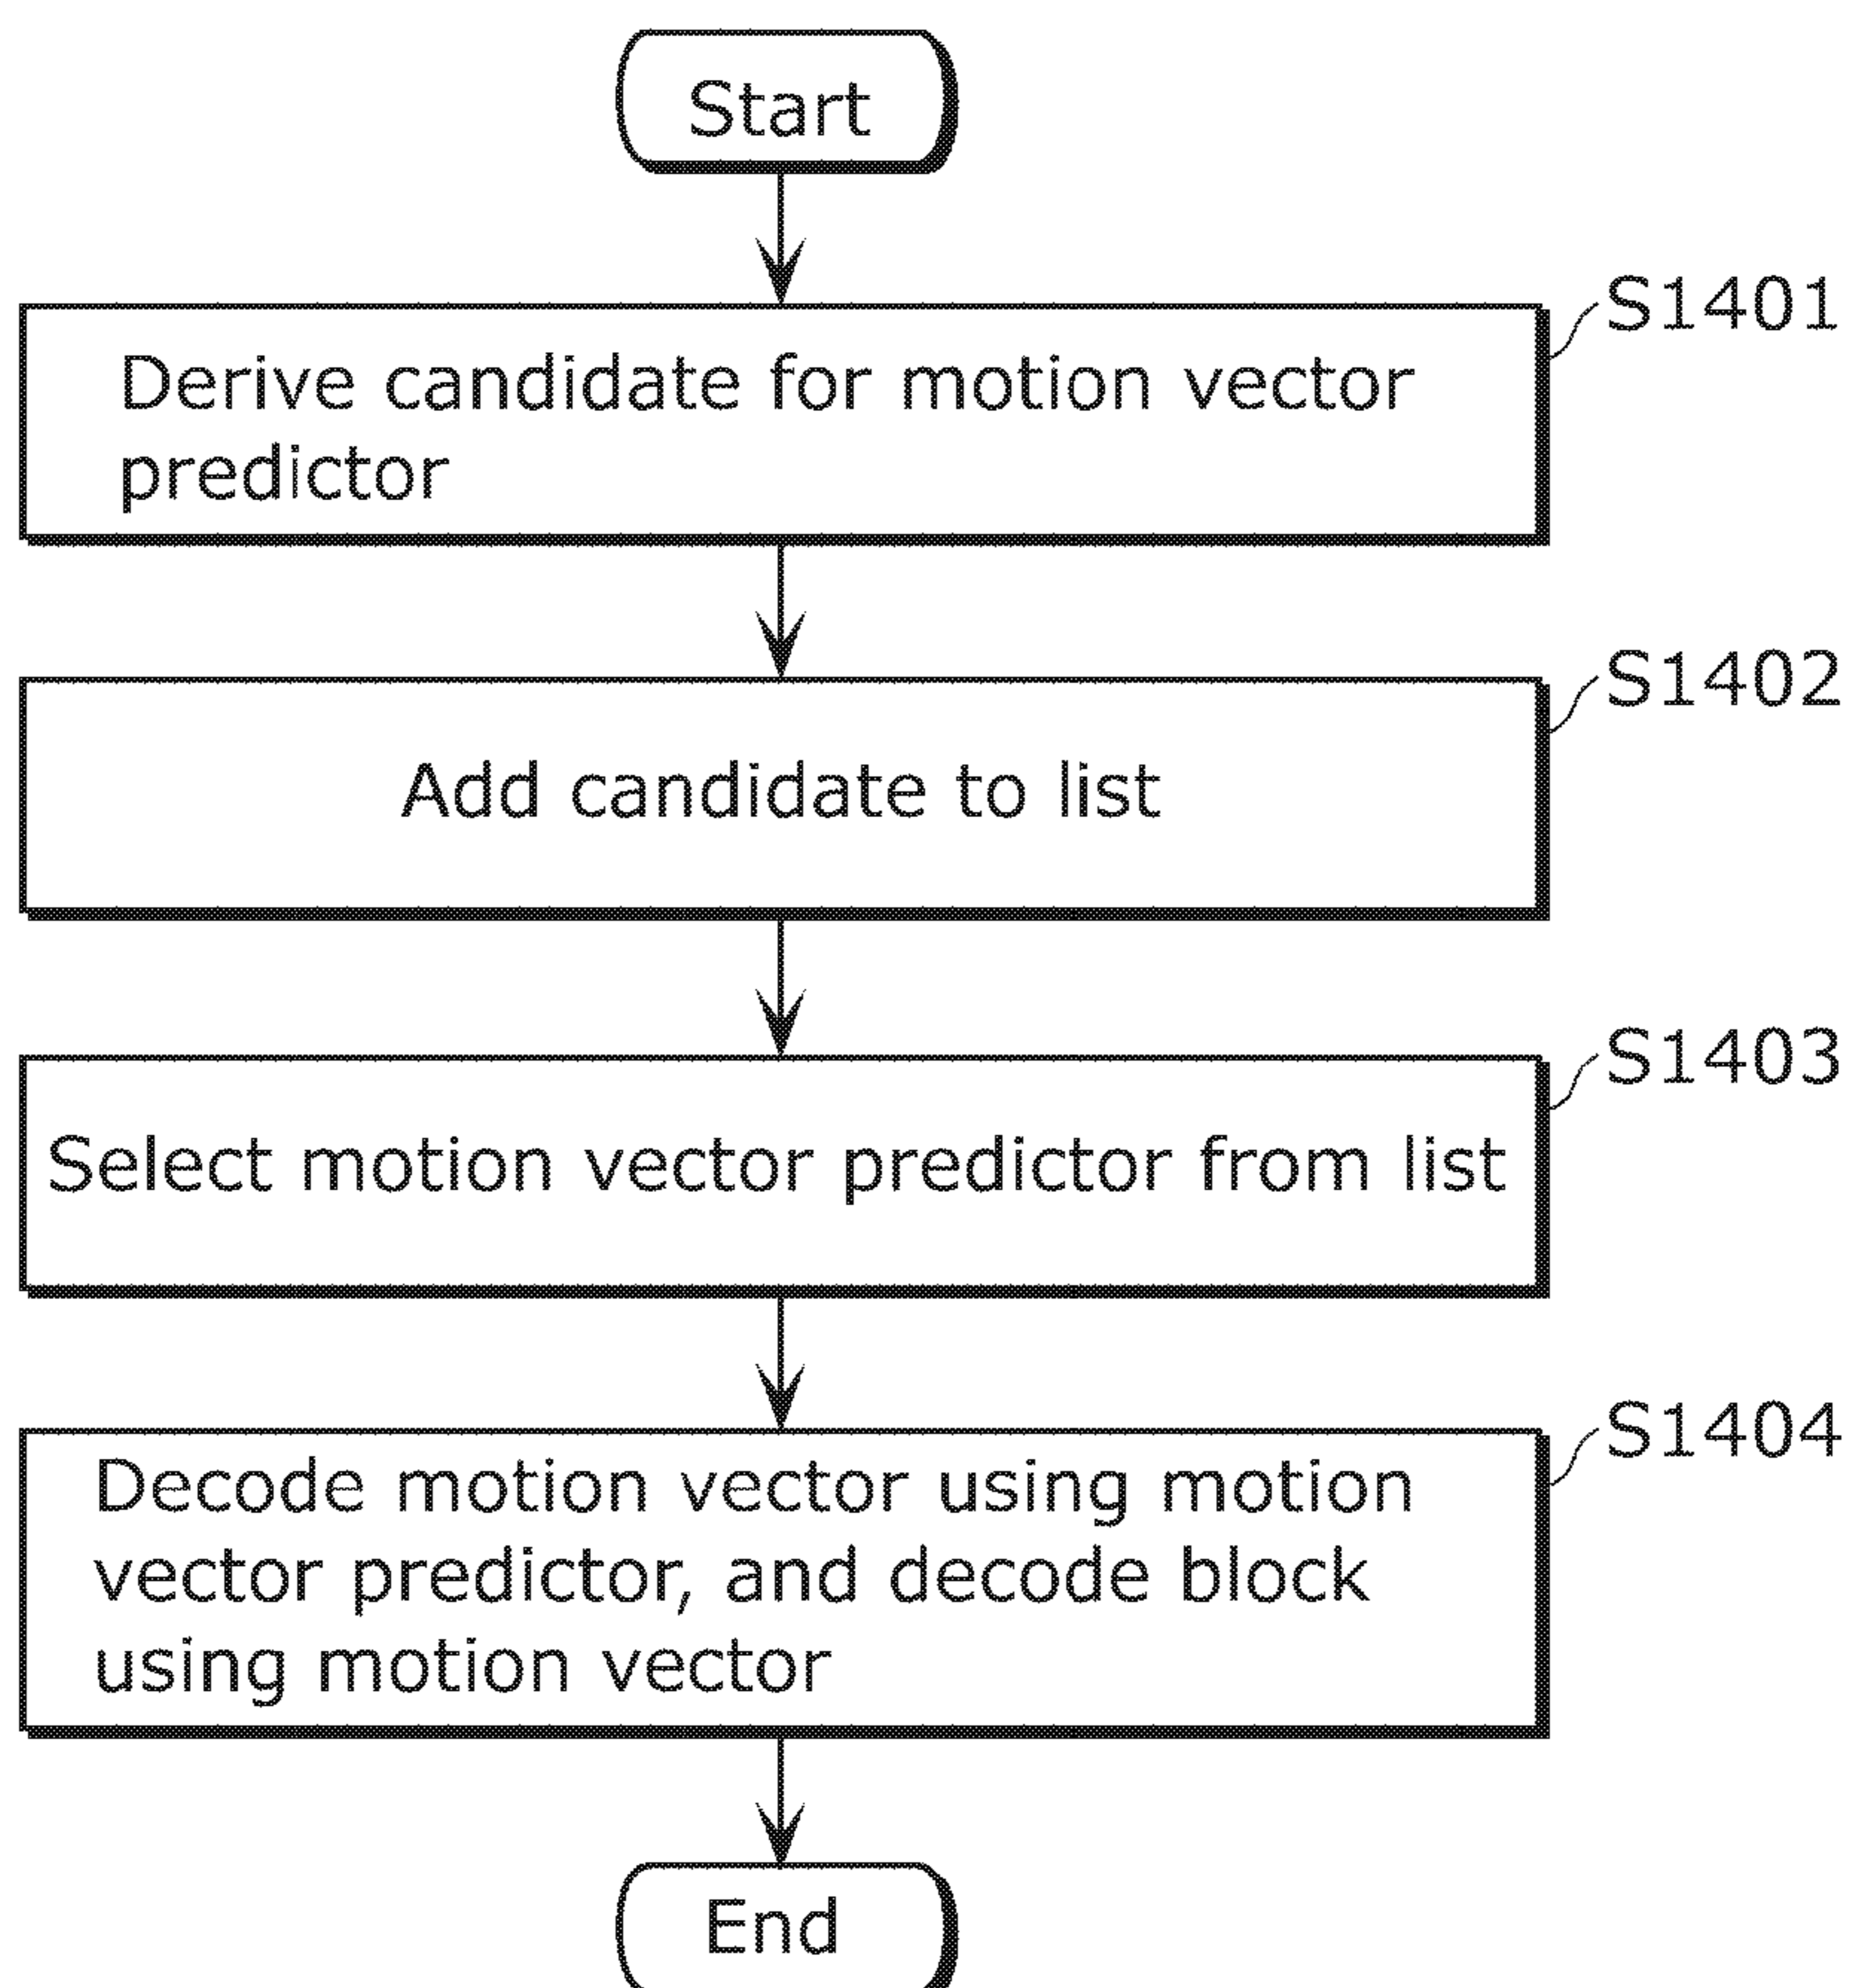 Start
S1401
Derive candidate for motion vector
predictor
S1402
Add candidate to list
S1403
Select motion vector predictor from list
S1404
Decode motion vector using motion
vector predictor, and decode block
using motion vector
End